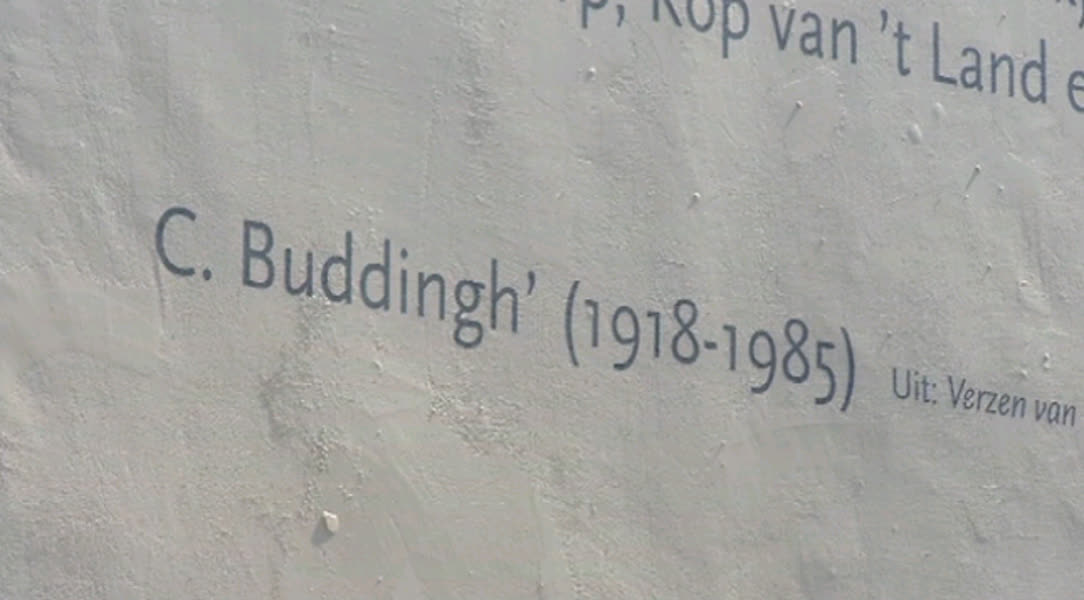 Kop van 't Land
C. Buddingh' (1918-1985) Uit: Verzen van